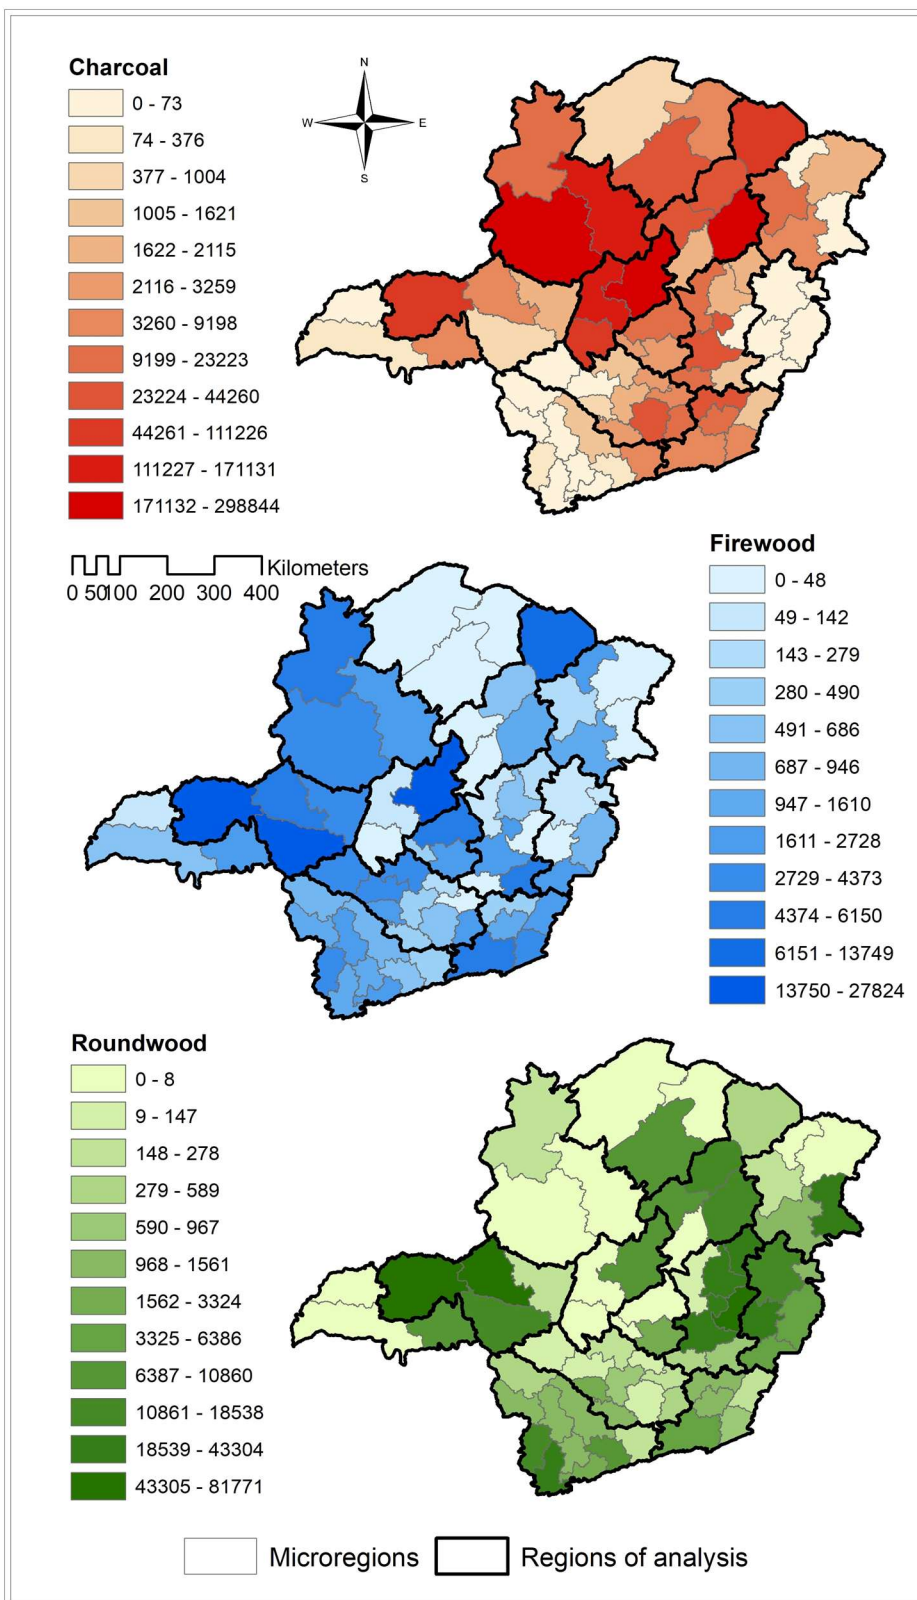 Charcoal
0 - 73
74 - 376
377 - 1004
1005 - 1621
1622 - 2115
2116 - 3259
3260 - 9198
9199 - 23223
23224 - 44260
44261 - 111226
111227 - 171131
171132 - 298844
N
W E
S
Kilometers
0 50100 200 300 400
Firewood
0 - 48
49 - 142
143 - 279
280 - 490
491 - 686
687 - 946
947 - 1610
1611 - 2728
2729 - 4373
4374 - 6150
6151 - 13749
13750 - 27824
Roundwood
0 - 8
9 - 147
148 - 278
279 - 589
590 - 967
968 - 1561
1562 - 3324
3325 - 6386
6387 - 10860
10861 - 18538
18539 - 43304
43305 - 81771
Microregions Regions of analysis